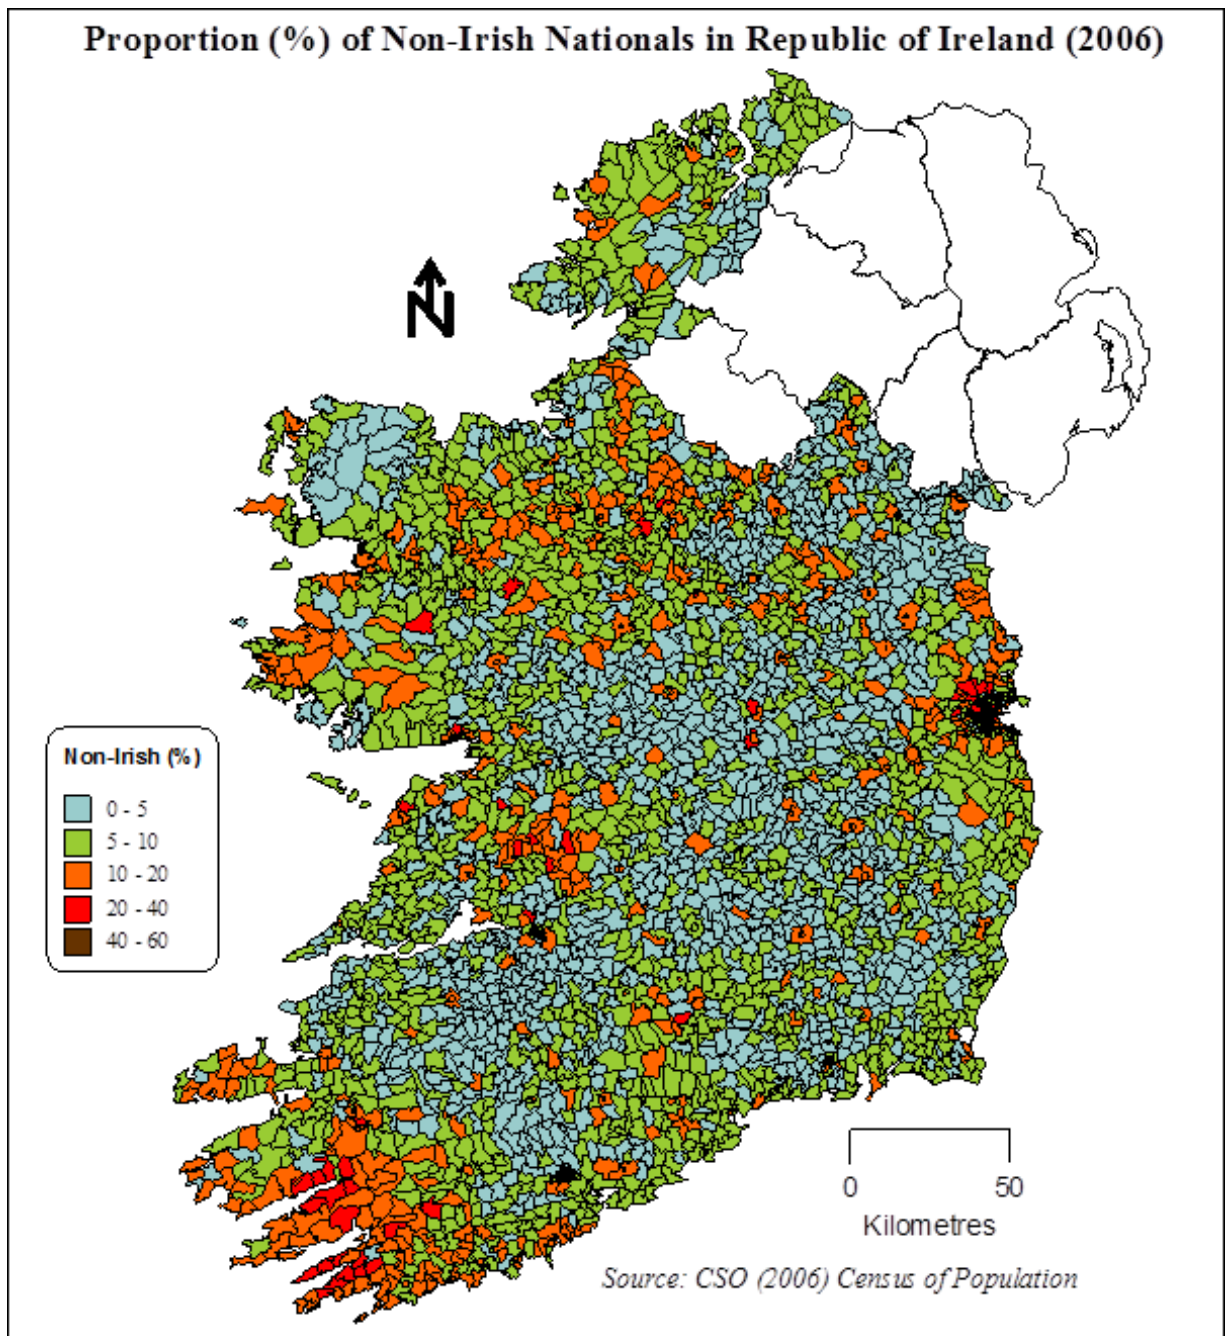 Proportion (%) of Non-Irish Nationals in Republic of Ireland (2006)
N
Non-Irish (%)
0 - 5
5 - 10
10 - 20
20 - 40
40 - 60
0 50
Kilometres
Source: CSO (2006) Census of Population